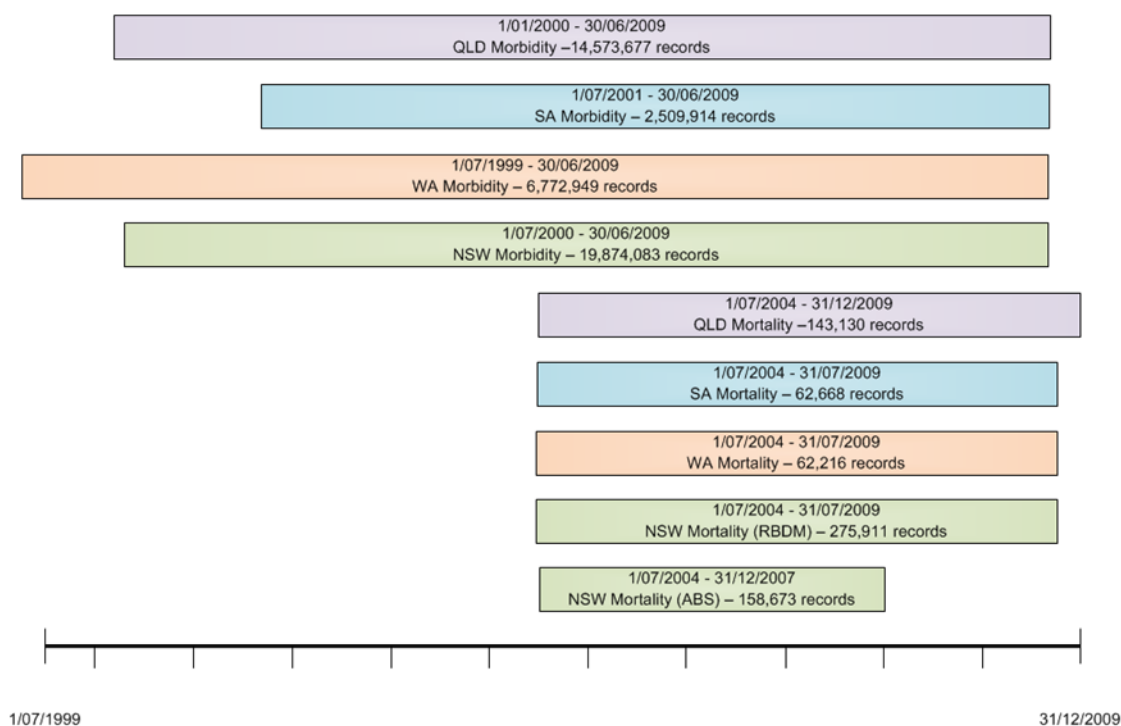 1/01/2000 - 30/06/2009
QLD Morbidity –14,573,677 records
1/07/2001 - 30/06/2009
SA Morbidity – 2,509,914 records
1/07/1999 - 30/06/2009
WA Morbidity – 6,772,949 records
1/07/2000 - 30/06/2009
NSW Morbidity – 19,874,083 records
1/07/2004 - 31/12/2009
QLD Mortality –143,130 records
1/07/2004 - 31/07/2009
SA Mortality – 62,668 records
1/07/2004 - 31/07/2009
WA Mortality – 62,216 records
1/07/2004 - 31/07/2009
NSW Mortality (RBDM) – 275,911 records
1/07/2004 - 31/12/2007
NSW Mortality (ABS) – 158,673 records
1/07/1999
31/12/2009